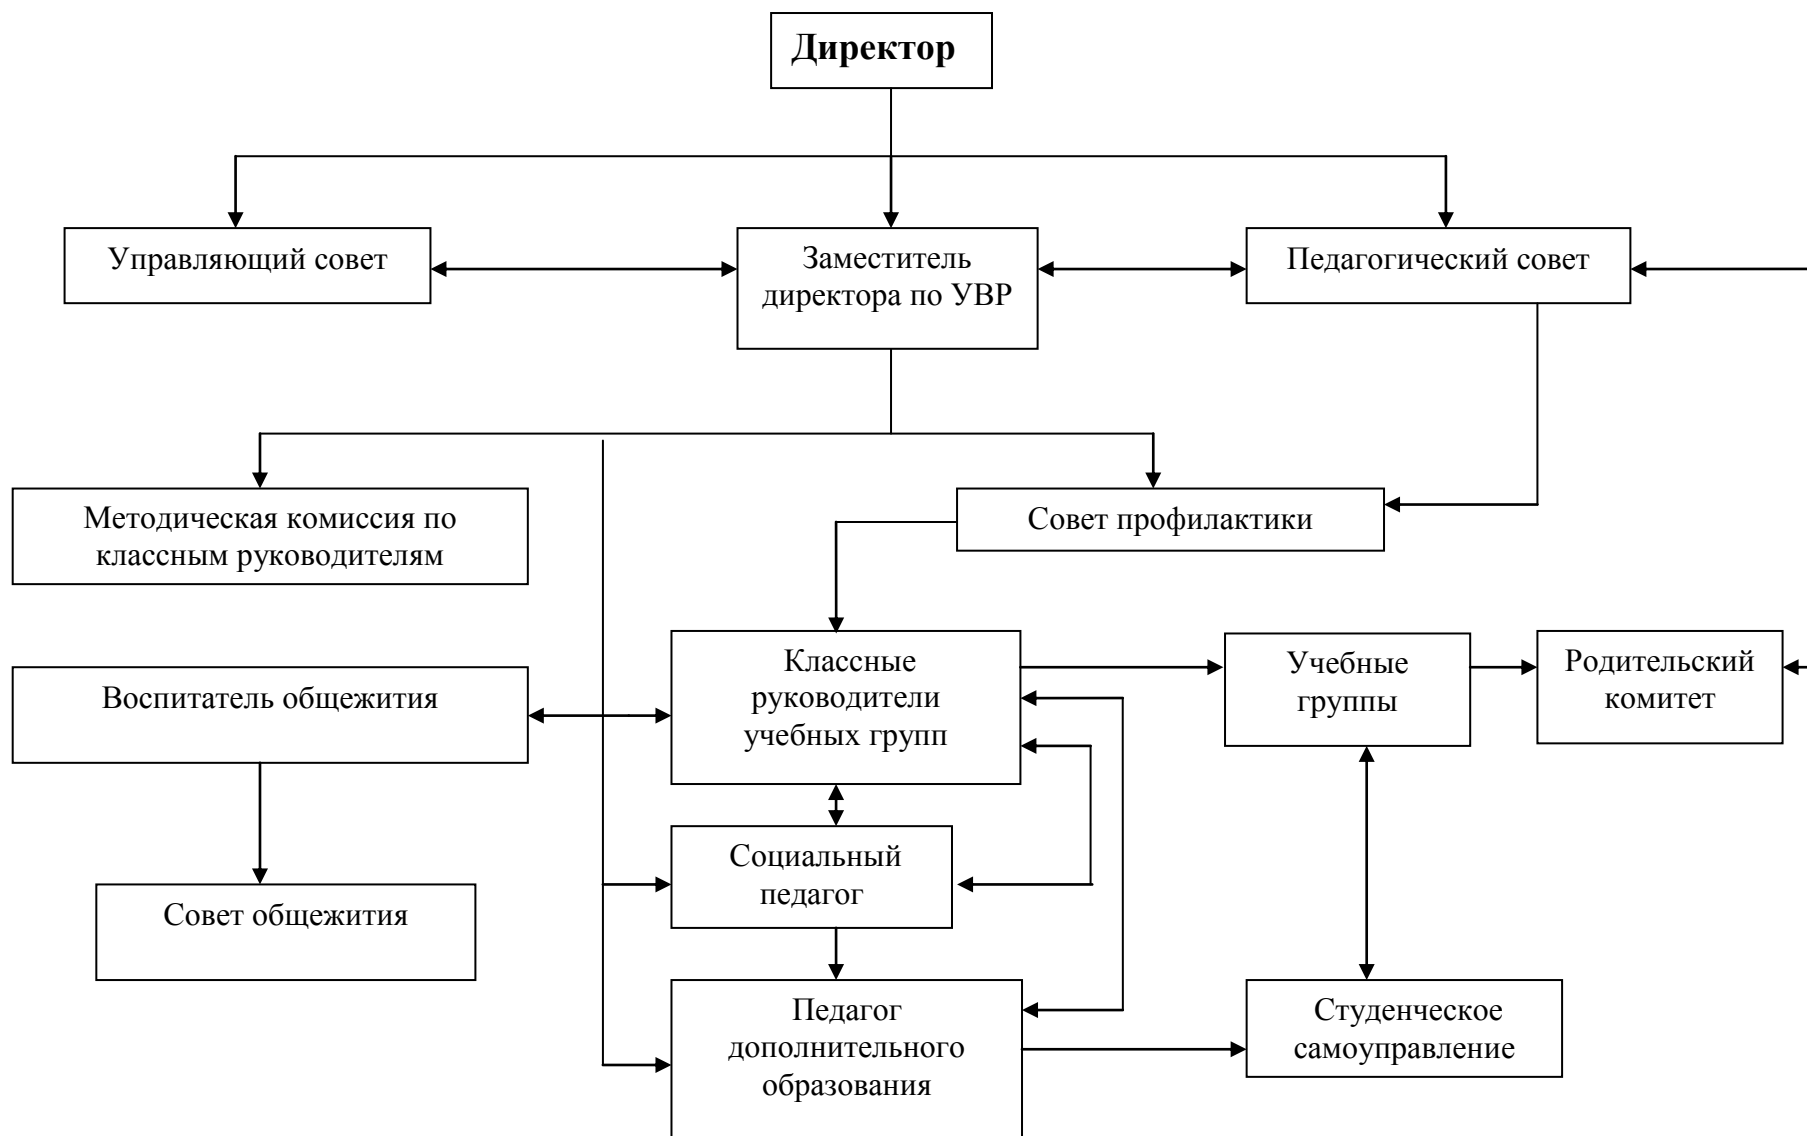 Директор
Управляющий совет
Заместитель
директора по УВР
Педагогический совет
Методическая комиссия по
классным руководителям
Совет профилактики
Воспитатель общежития
Классные
руководители
учебных групп
Учебные
группы
Родительский
комитет
Социальный
педагог
Совет общежития
Педагог
дополнительного
образования
Студенческое
самоуправление